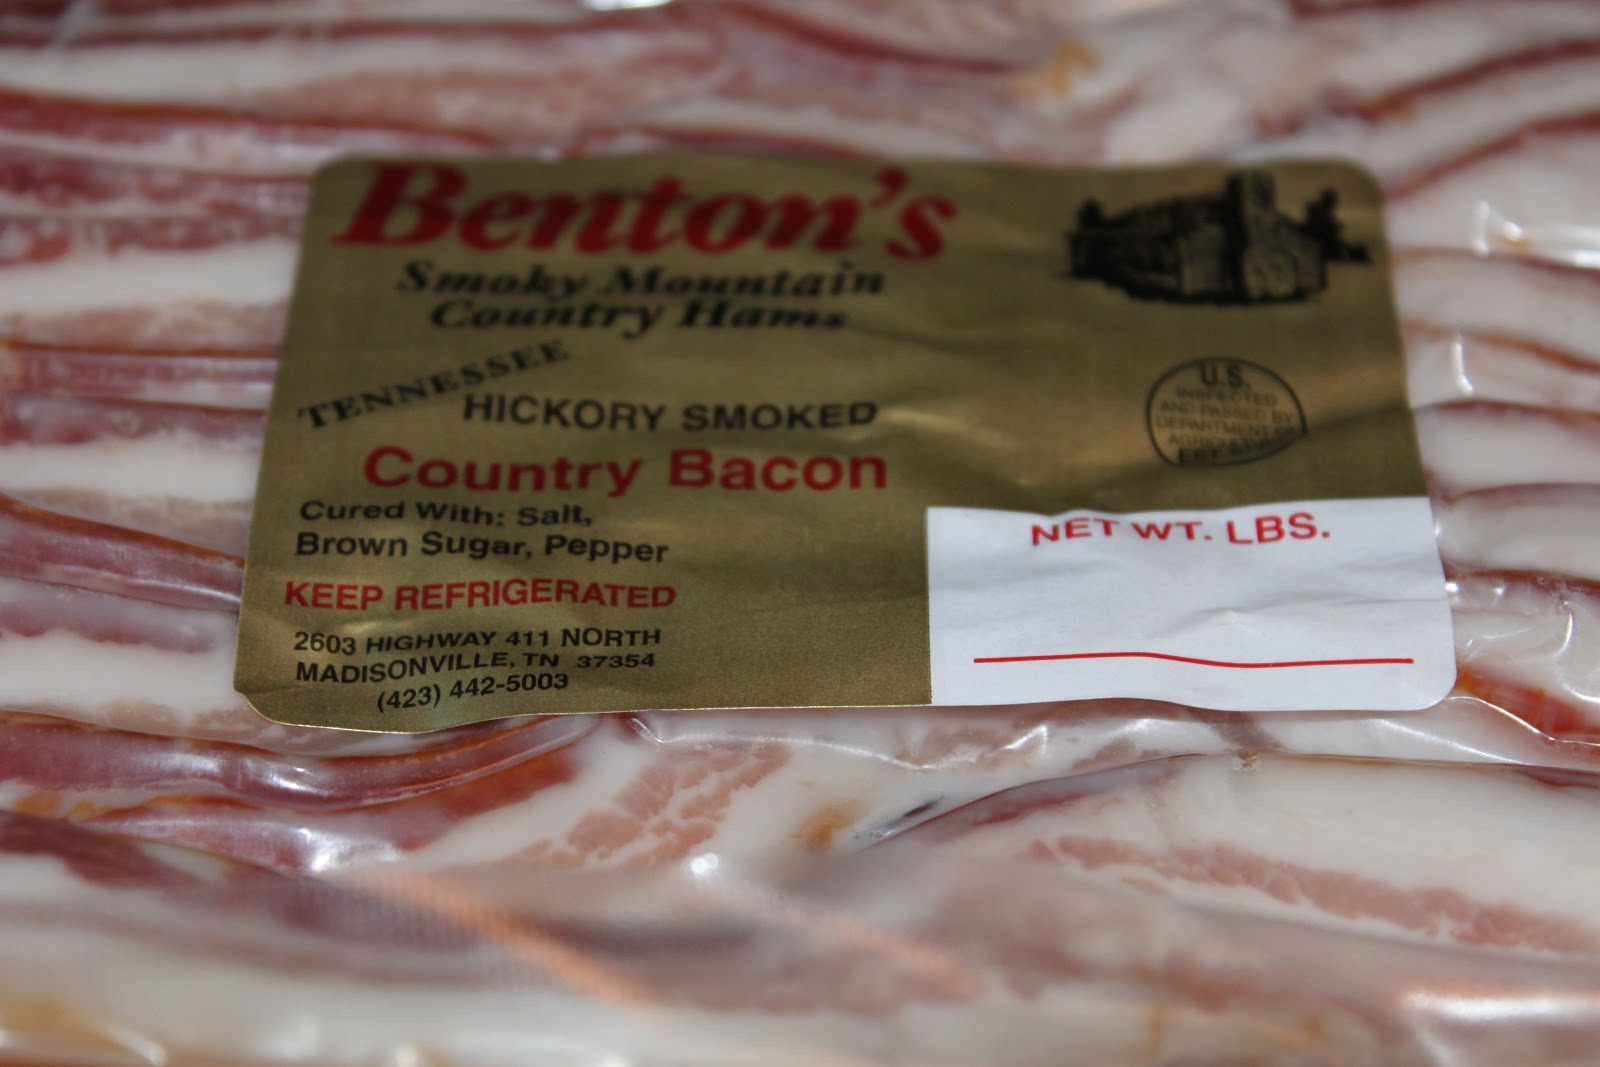 Benton's
Smoky Mountain
Country Hams
TENNESSEE
HICKORY SMOKED
Country Bacon
Cured With: Salt,
Brown Sugar, Pepper
KEEP REFRIGERATED
2603 HIGHWAY 411 NORTH
MADISONVILLE, TN 37354
(423) 442-5003
U.S.
INSPECTED
AND PASSED BY
DEPARTMENT OF
AGRICULTURE
NET WT. LBS.